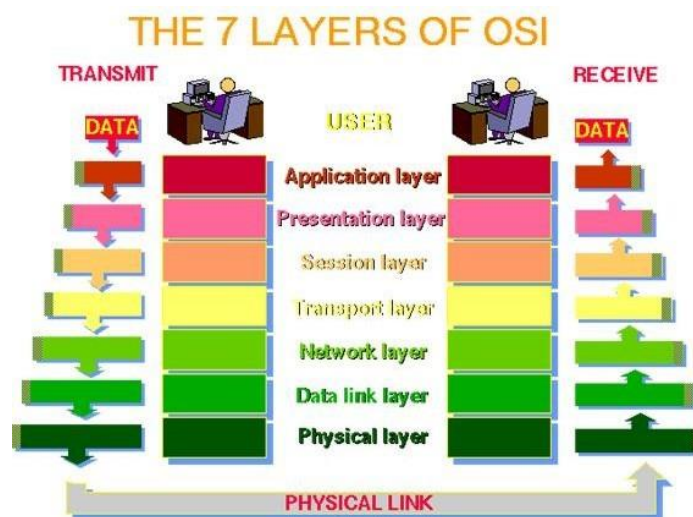 THE 7 LAYERS OF OSI
TRANSMIT
RECEIVE
DATA
USER
DATA
Application layer
Presentation layer
Session layer
Transport layer
Network layer
Data link layer
Physical layer
PHYSICAL LINK